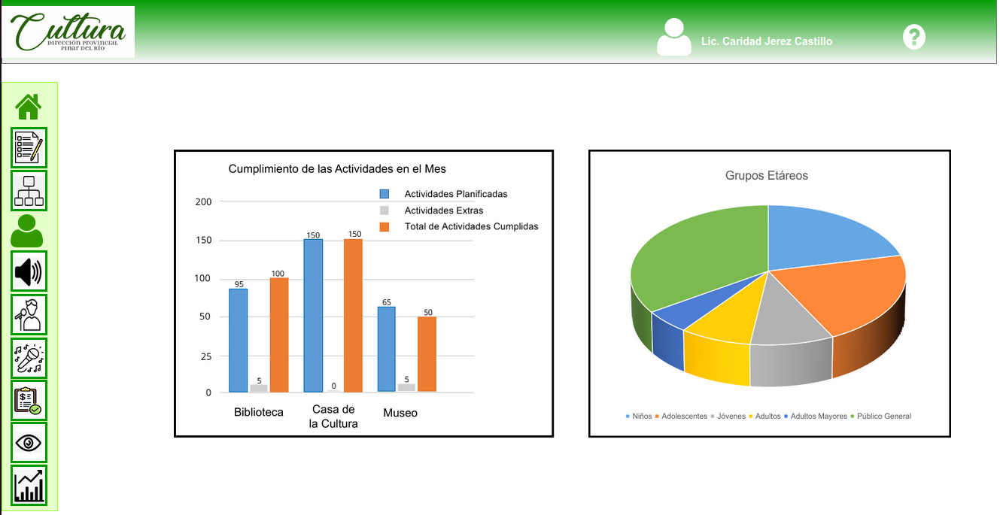 Cultura
DIRECCIÓN PROVINCIAL
PINAR DEL RÍO
Lic. Caridad Jerez Castillo
?
Cumplimiento de las Actividades en el Mes
Actividades Planificadas
Actividades Extras
Total de Actividades Cumplidas
200
150
100
50
25
0
95
5
100
150
0
150
65
5
50
Biblioteca
Casa de
la Cultura
Museo
Grupos Etáreos
Niños Adolescentes Jóvenes Adultos Adultos Mayores Público General
$